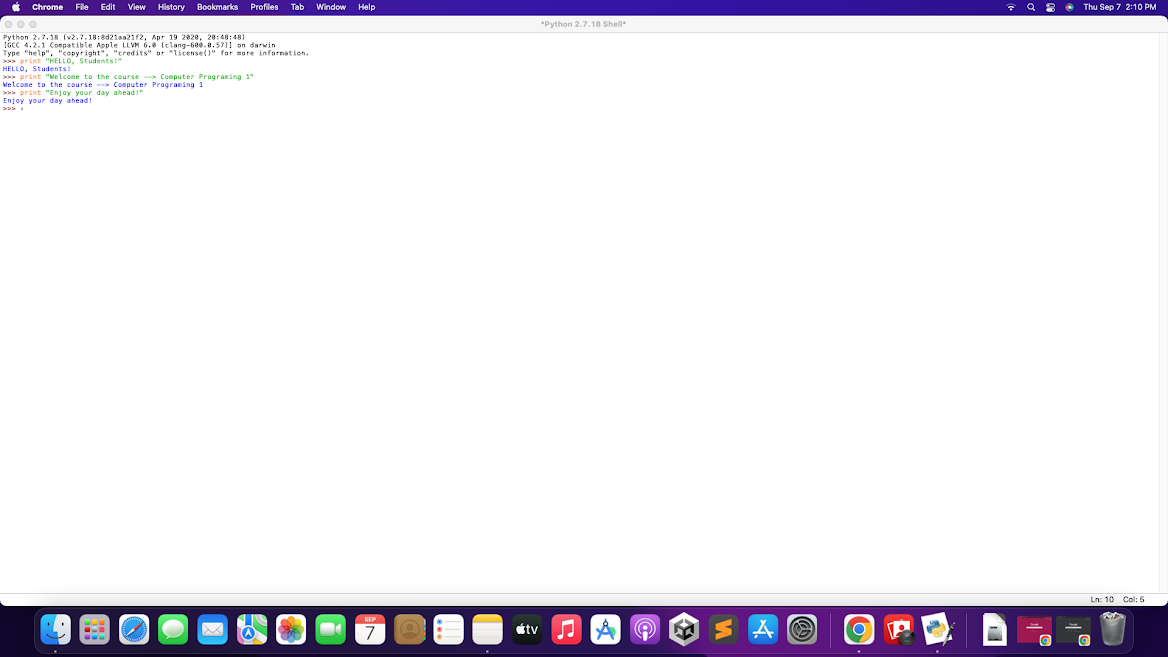 Chrome File Edit View History Bookmarks Profiles Tab Window Help Thu Sep 7 2:10 PM
*Python 2.7.18 Shell*
Python 2.7.18 (v2.7.18:8d21aa21f2, Apr 19 2020, 20:48:48)
[GCC 4.2.1 Compatible Apple LLVM 6.0 (clang-600.0.57)] on darwin
Type "help", "copyright", "credits" or "license()" for more information.
>>> print "HELLO, Students!"
HELLO, Students!
>>> print "Welcome to the course --> Computer Programing 1"
Welcome to the course --> Computer Programing 1
>>> print "Enjoy your day ahead!"
Enjoy your day ahead!
>>>
Ln: 10 Col: 5
SEP
7
tv